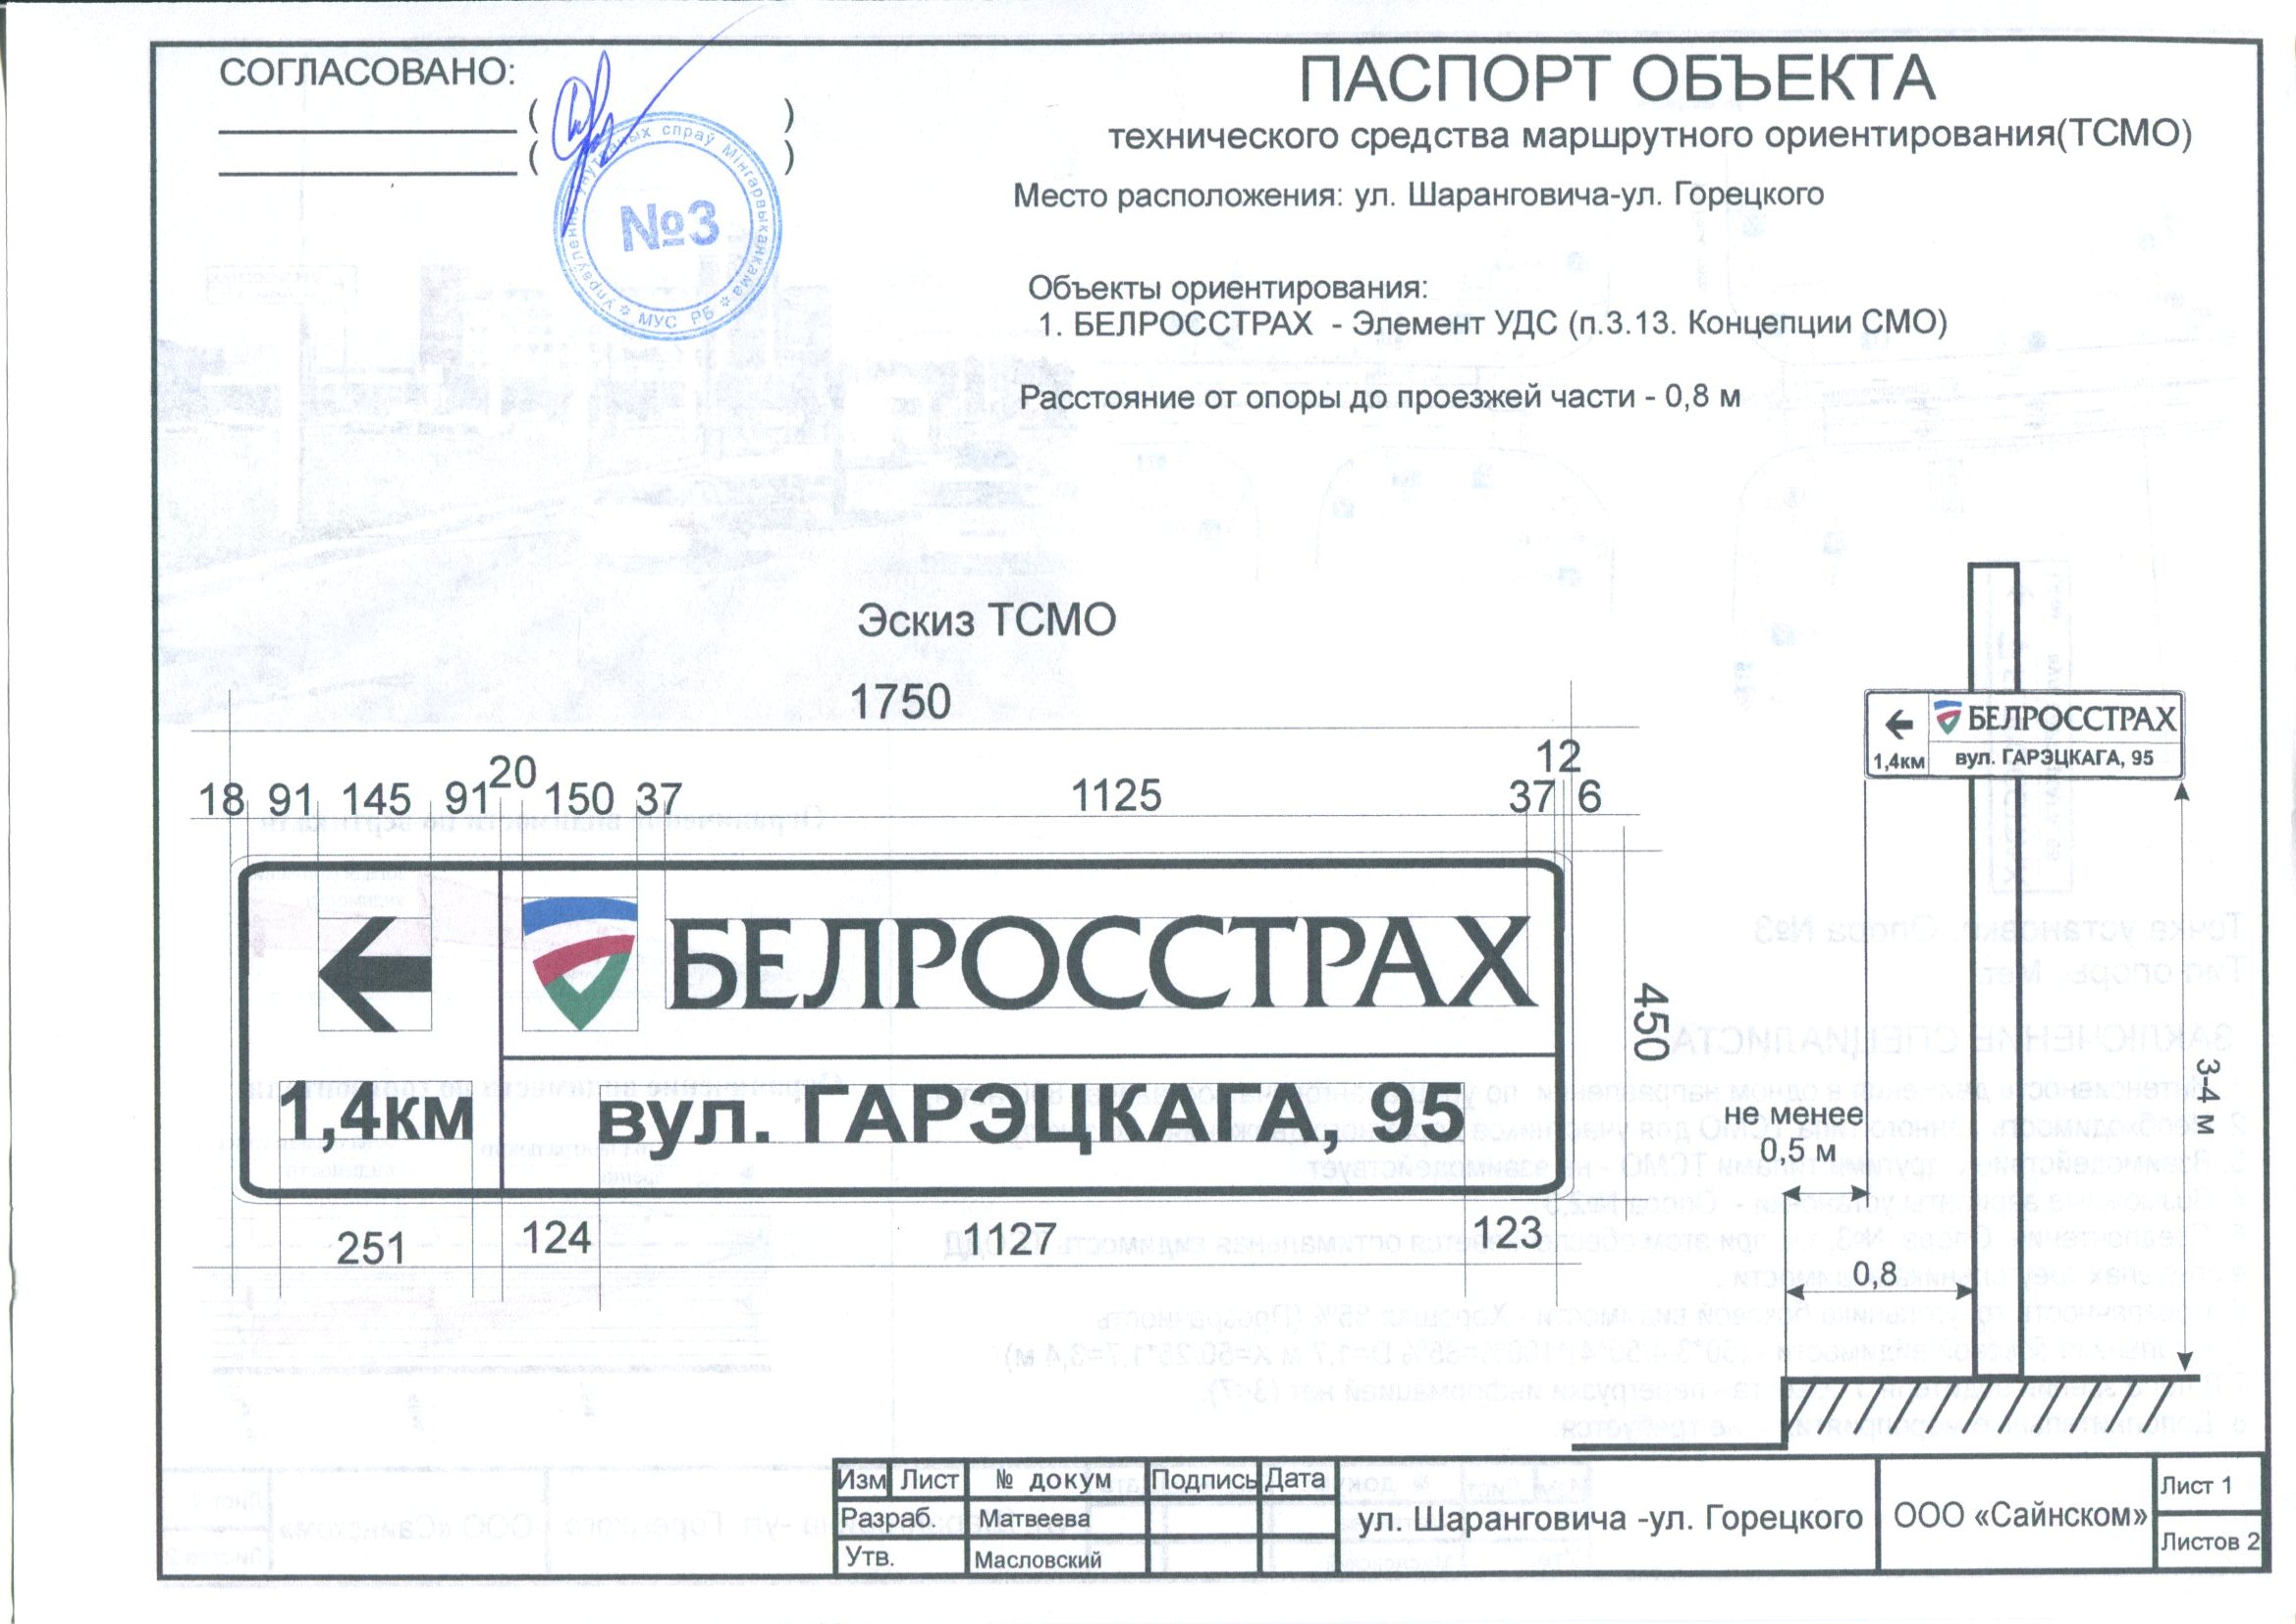 СОГЛАСОВАНО:
( )
( )
Упраўленне ўнутраных спраў Мінгарвыканкама
МУС РБ
№3
ПАСПОРТ ОБЪЕКТА
технического средства маршрутного ориентирования(ТСМО)
Место расположения: ул. Шаранговича-ул. Горецкого
Объекты ориентирования:
1. БЕЛРОССТРАХ - Элемент УДС (п.3.13. Концепции СМО)
Расстояние от опоры до проезжей части - 0,8 м
Эскиз ТСМО
1750
18 91 145 91 20 150 37 1125 37 12 6
БЕЛРОССТРАХ
1,4км
вул. ГАРЭЦКАГА, 95
450
251 124 1127 123
БЕЛРОССТРАХ
1,4км
вул. ГАРЭЦКАГА, 95
3-4 м
не менее
0,5 м
0,8
Изм Лист № докум Подпись Дата
Разраб. Матвеева
Утв. Масловский
ул. Шаранговича -ул. Горецкого
ООО «Сайнском»
Лист 1
Листов 2